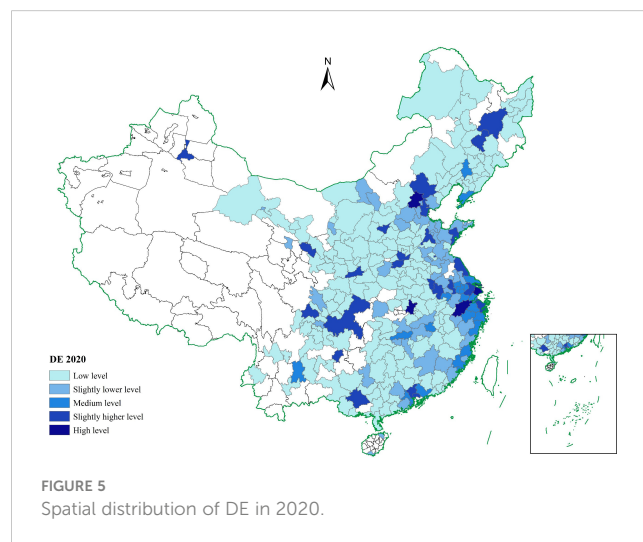 N
DE 2020
Low level
Slightly lower level
Medium level
Slightly higher level
High level
FIGURE 5
Spatial distribution of DE in 2020.